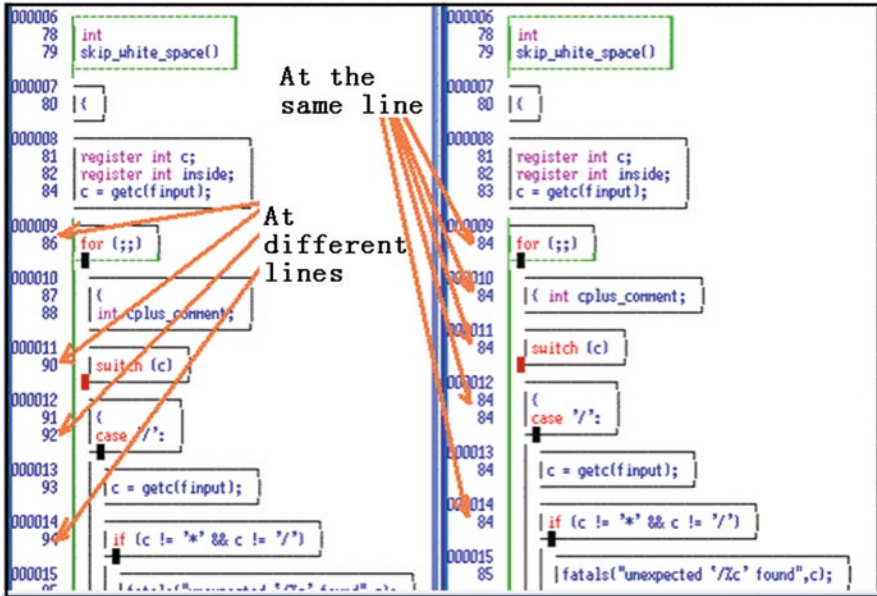 000006
78 int
79 skip_white_space()
000007
80 {
000008
81 register int c;
82 register int inside;
84 c = getc(finput);
000009
86 for (;;)
000010
87 {
88 int cplus_comment;
000011
90 switch (c)
000012
91 {
92 case '/':
000013
93 c = getc(finput);
000014
94 if (c != '*' && c != '/')
000015
95 fatals("unexpected '/%c' found",c);
At the
same line
At
different
lines
000006
78 int
79 skip_white_space()
000007
80 {
000008
81 register int c;
82 register int inside;
83 c = getc(finput);
000009
84 for (;;)
000010
84 { int cplus_comment;
000011
84 switch (c)
000012
84 {
84 case '/':
000013
84 c = getc(finput);
000014
84 if (c != '*' && c != '/')
000015
85 fatals("unexpected '/%c' found",c);